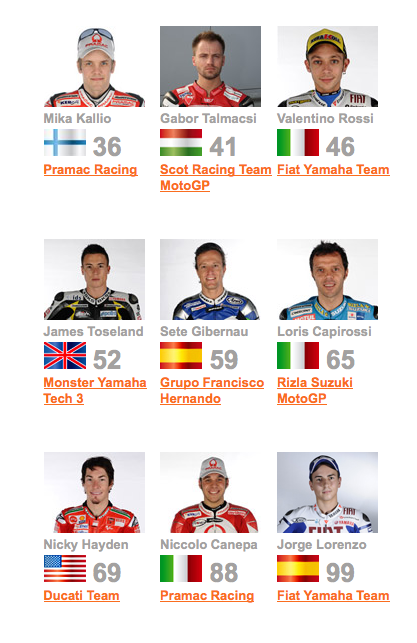 Mika Kallio
36
Pramac Racing
Gabor Talmacsi
41
Scot Racing Team
MotoGP
Valentino Rossi
46
Fiat Yamaha Team
James Toseland
52
Monster Yamaha
Tech 3
Sete Gibernau
59
Grupo Francisco
Hernando
Loris Capirossi
65
Rizla Suzuki
MotoGP
Nicky Hayden
69
Ducati Team
Niccolo Canepa
88
Pramac Racing
Jorge Lorenzo
FIAT
99
Fiat Yamaha Team